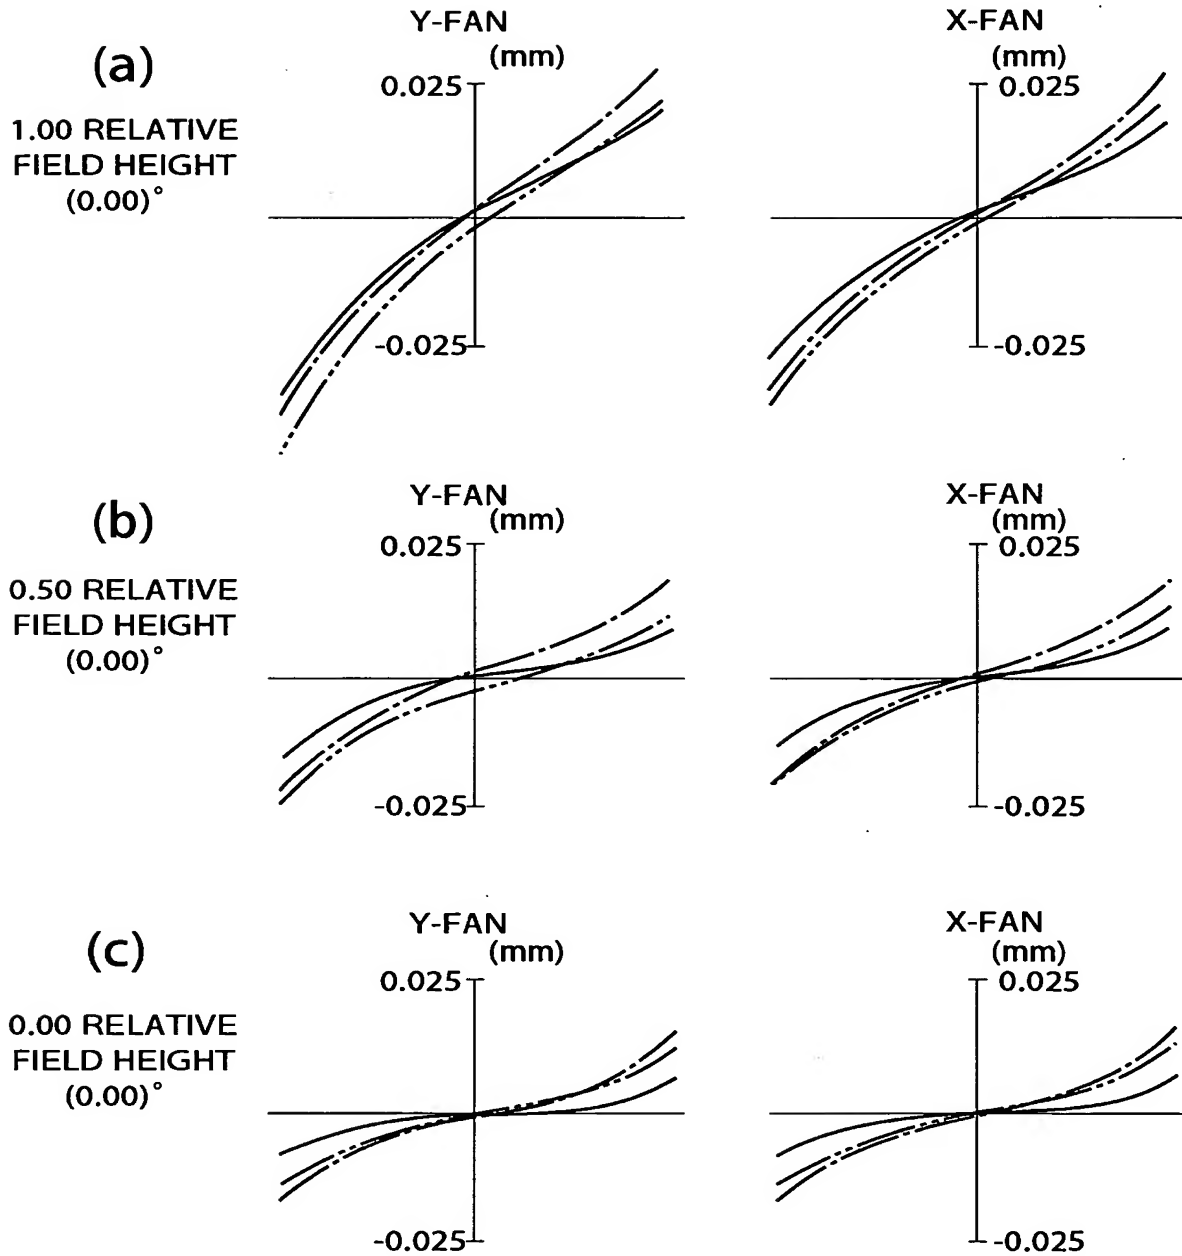 (a)
1.00 RELATIVE
FIELD HEIGHT
(0.00)°
Y-FAN
(mm)
0.025
-0.025
X-FAN
(mm)
0.025
-0.025
(b)
0.50 RELATIVE
FIELD HEIGHT
(0.00)°
Y-FAN
(mm)
0.025
-0.025
X-FAN
(mm)
0.025
-0.025
(c)
0.00 RELATIVE
FIELD HEIGHT
(0.00)°
Y-FAN
(mm)
0.025
-0.025
X-FAN
(mm)
0.025
-0.025